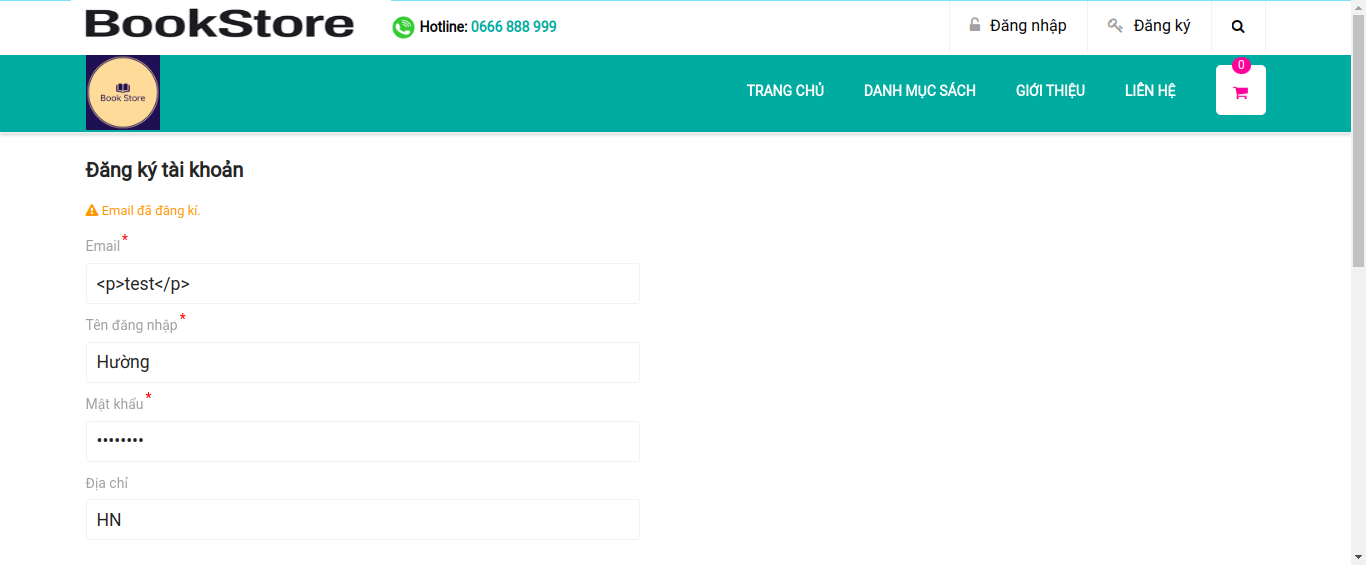 BookStore Hotline: 0666 888 999 Đăng nhập Đăng ký
Book Store TRANG CHỦ DANH MỤC SÁCH GIỚI THIỆU LIÊN HỆ 0
Đăng ký tài khoản
Email đã đăng kí.
Email *
<p>test</p>
Tên đăng nhập *
Hường
Mật khẩu *
••••••••
Địa chỉ
HN